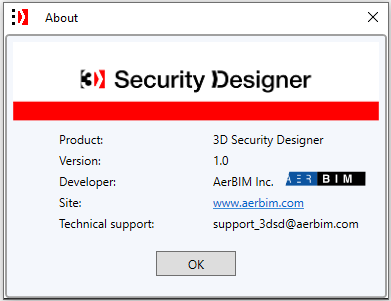 About
3D Security Designer
Product: 3D Security Designer
Version: 1.0
Developer: AerBIM Inc. AERBIM
Site: www.aerbim.com
Technical support: support_3dsd@aerbim.com
OK